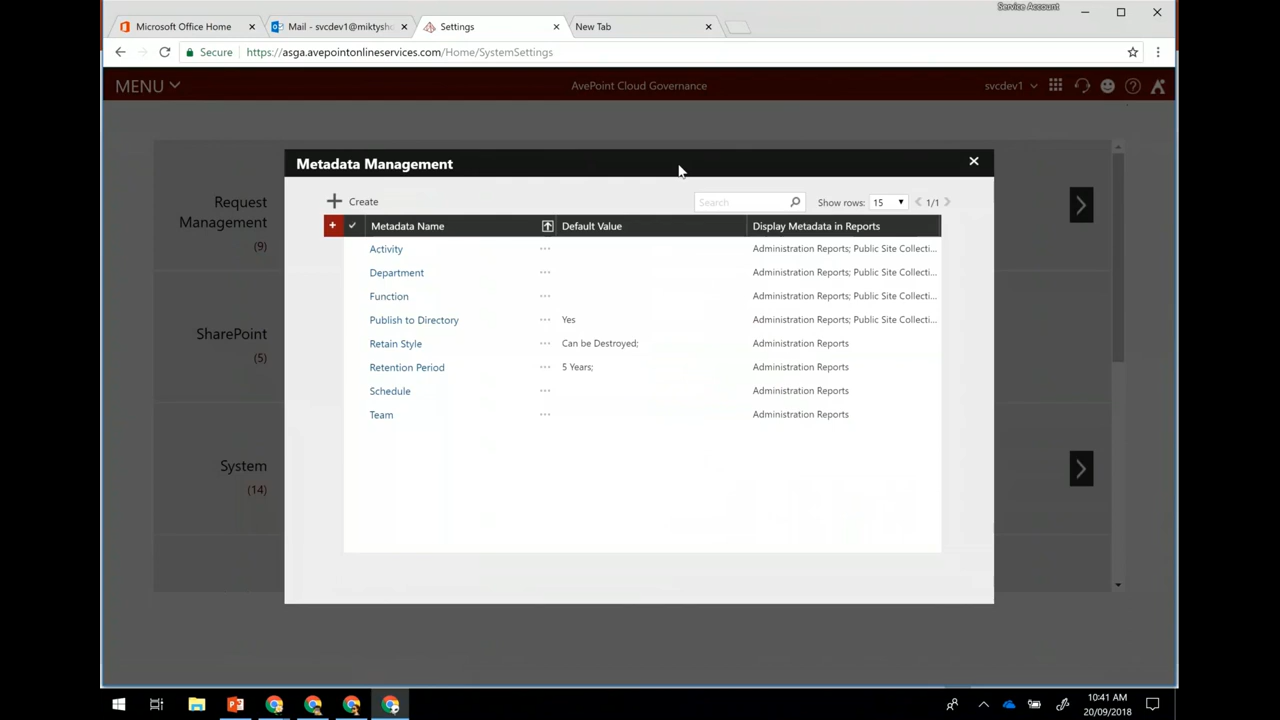 Service Account
Microsoft Office Home
Mail - svcdev1@miktysh
Settings
New Tab
Secure
https://asga.avepointonlineservices.com/Home/SystemSettings
MENU
AvePoint Cloud Governance
svcdev1
Metadata Management
Create
Search
Show rows: 15 1/1
Metadata Name Default Value Display Metadata in Reports
Activity ... Administration Reports; Public Site Collecti...
Department ... Administration Reports; Public Site Collecti...
Function ... Administration Reports; Public Site Collecti...
Publish to Directory ... Yes Administration Reports; Public Site Collecti...
Retain Style ... Can be Destroyed; Administration Reports
Retention Period ... 5 Years; Administration Reports
Schedule ... Administration Reports
Team ... Administration Reports
Request
Management
(9)
SharePoint
(5)
System
(14)
10:41 AM
20/09/2018